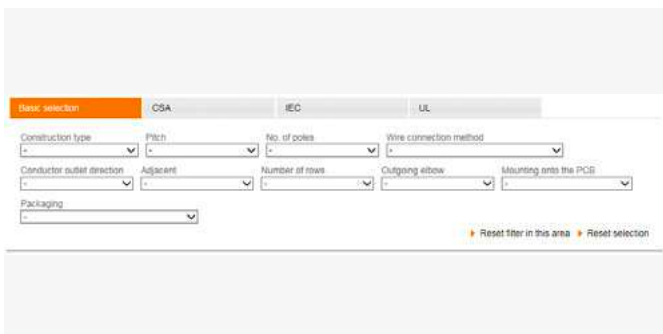 Basic selection CSA IEC UL
Construction type Pitch No. of poles Wire connection method
- - - -
Conductor outlet direction Adjacent Number of rows Outgoing elbow Mounting onto the PCB
- - - - -
Packaging
-
Reset filter in this area Reset selection